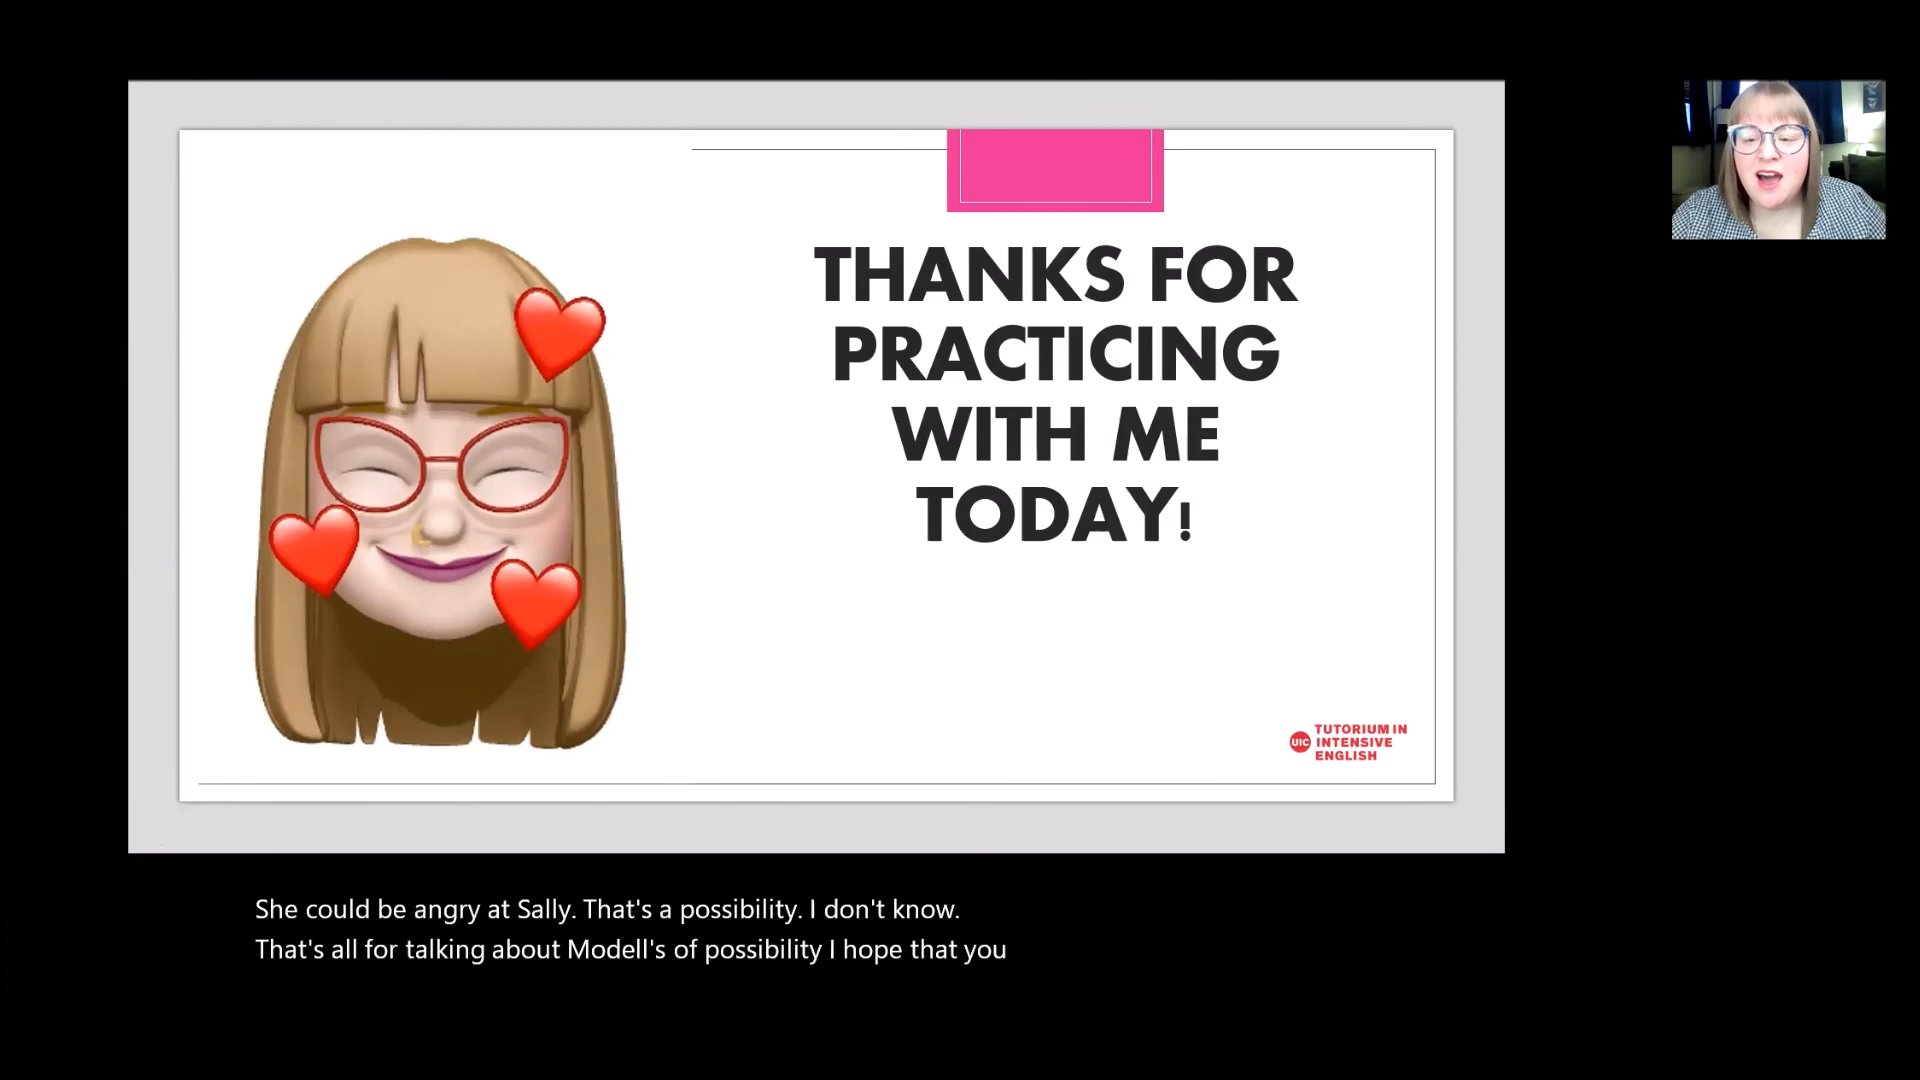 THANKS FOR
PRACTICING
WITH ME
TODAY!
UIC
TUTORIUM IN
INTENSIVE
ENGLISH
She could be angry at Sally. That's a possibility. I don't know.
That's all for talking about Modell's of possibility I hope that you